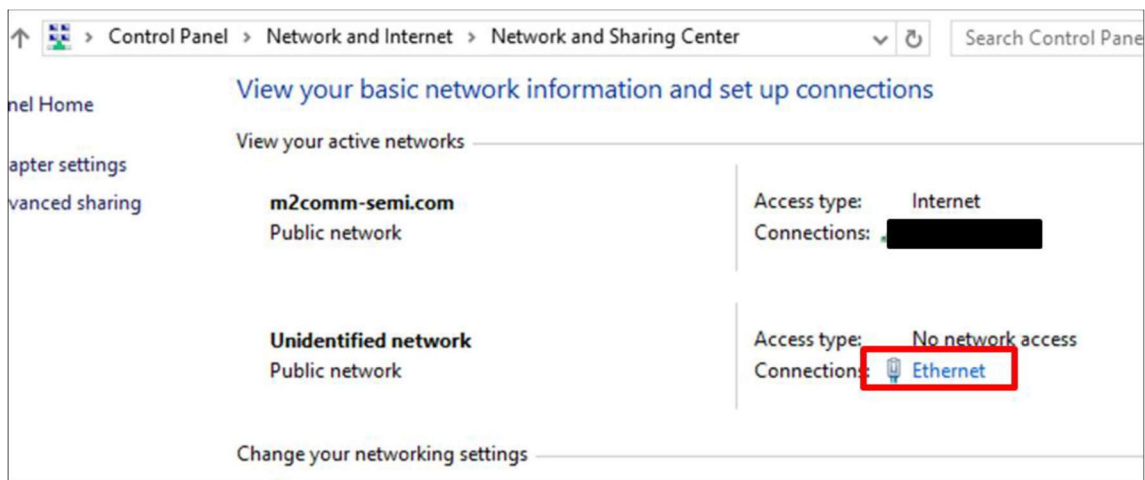 Control Panel > Network and Internet > Network and Sharing Center Search Control Pane
nel Home
View your basic network information and set up connections
View your active networks
apter settings
vanced sharing
m2comm-semi.com
Public network
Access type: Internet
Connections:
Unidentified network
Public network
Access type: No network access
Connections: Ethernet
Change your networking settings